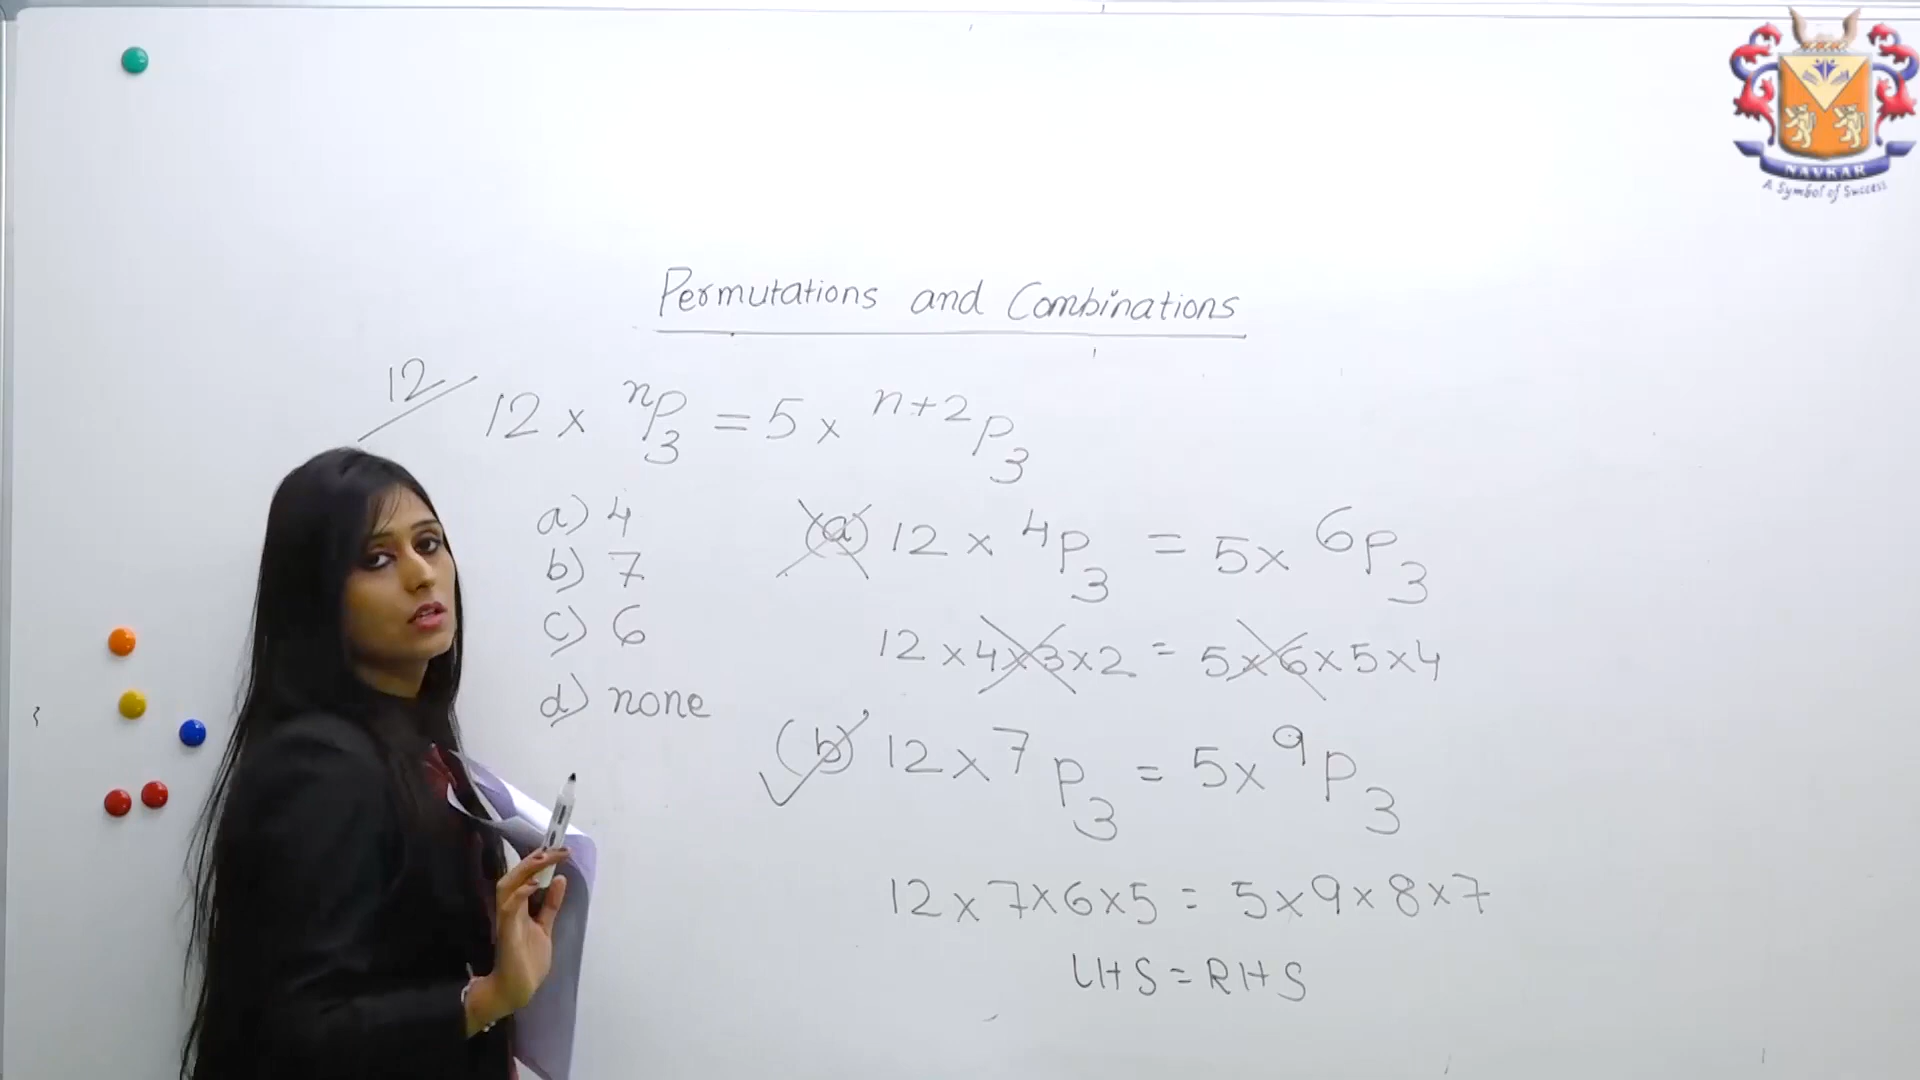 NAVKAR
A Symbol of Success
Permutations and Combinations
12
12 × ⁿP₃ = 5 × ⁿ⁺²P₃
a) 4
b) 7
c) 6
d) none
(a) 12 × ⁴P₃ = 5 × ⁶P₃
12 × 4 × 3 × 2 = 5 × 6 × 5 × 4
(b) 12 × ⁷P₃ = 5 × ⁹P₃
12 × 7 × 6 × 5 = 5 × 9 × 8 × 7
LHS = RHS